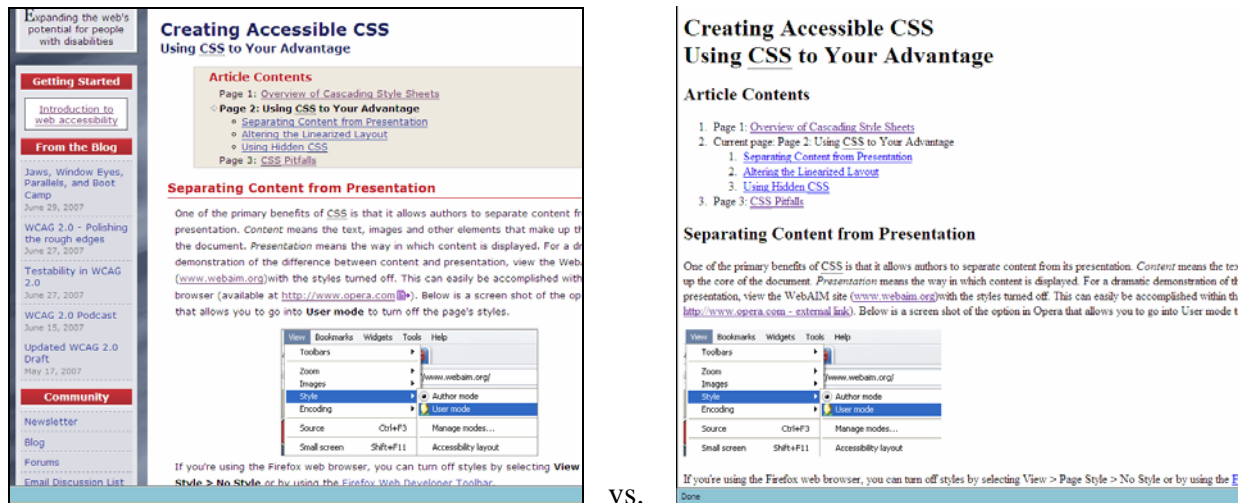 Expanding the web's
potential for people
with disabilities
Getting Started
Introduction to
web accessibility
From the Blog
Jaws, Window Eyes,
Parallels, and Boot
Camp
June 29, 2007
WCAG 2.0 - Polishing
the rough edges
June 27, 2007
Testability in WCAG
2.0
June 27, 2007
WCAG 2.0 Podcast
June 15, 2007
Updated WCAG 2.0
Draft
May 17, 2007
Community
Newsletter
Blog
Forums
Email Discussion List
Creating Accessible CSS
Using CSS to Your Advantage
Article Contents
Page 1: Overview of Cascading Style Sheets
Page 2: Using CSS to Your Advantage
Separating Content from Presentation
Altering the Linearized Layout
Using Hidden CSS
Page 3: CSS Pitfalls
Separating Content from Presentation
One of the primary benefits of CSS is that it allows authors to separate content
presentation. Content means the text, images and other elements that make up
the document. Presentation means the way in which content is displayed. For a
demonstration of the difference between content and presentation, view the
(www.webaim.org)with the styles turned off. This can easily be accomplished with
browser (available at http://www.opera.com). Below is a screen shot of the
that allows you to go into User mode to turn off the page's styles.
View Bookmarks Widgets Tools Help
Toolbars
Zoom
/www.webaim.org/
Images
Style Author mode
Encoding User mode
Source Ctrl+F3 Manage modes...
Small screen Shift+F11 Accessibility layout
If you're using the Firefox web browser, you can turn off styles by selecting View
Style > No Style or by using the Firefox Web Developer Toolbar.
vs.
Creating Accessible CSS
Using CSS to Your Advantage
Article Contents
1. Page 1: Overview of Cascading Style Sheets
2. Current page: Page 2: Using CSS to Your Advantage
1. Separating Content from Presentation
2. Altering the Linearized Layout
3. Using Hidden CSS
3. Page 3: CSS Pitfalls
Separating Content from Presentation
One of the primary benefits of CSS is that it allows authors to separate content from its presentation. Content means the
up the core of the document. Presentation means the way in which content is displayed. For a dramatic demonstration of
presentation, view the WebAIM site (www.webaim.org)with the styles turned off. This can easily be accomplished within
http://www.opera.com - external link). Below is a screen shot of the option in Opera that allows you to go into User mode
View Bookmarks Widgets Tools Help
Toolbars
Zoom
/www.webaim.org/
Images
Style Author mode
Encoding User mode
Source Ctrl+F3 Manage modes...
Small screen Shift+F11 Accessibility layout
If you're using the Firefox web browser, you can turn off styles by selecting View > Page Style > No Style or by using the
Done